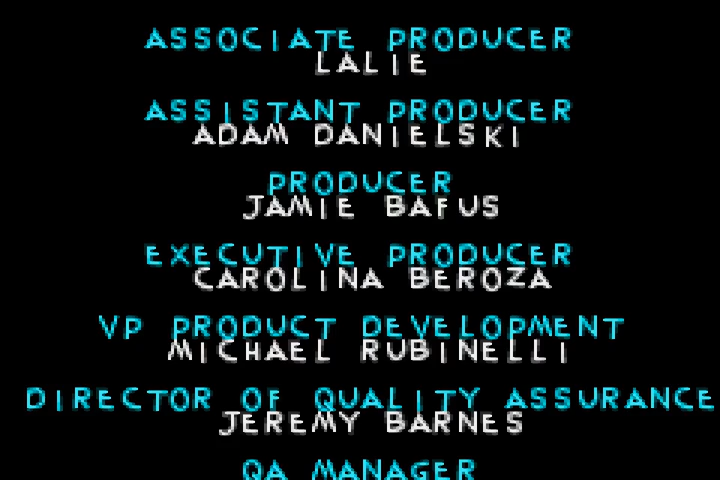 ASSOCIATE PRODUCER
LALIE
ASSISTANT PRODUCER
ADAM DANIELSKI
PRODUCER
JAMIE BAFUS
EXECUTIVE PRODUCER
CAROLINA BEROZA
VP PRODUCT DEVELOPMENT
MICHAEL RUBINELLI
DIRECTOR OF QUALITY ASSURANCE
JEREMY BARNES
QA MANAGER